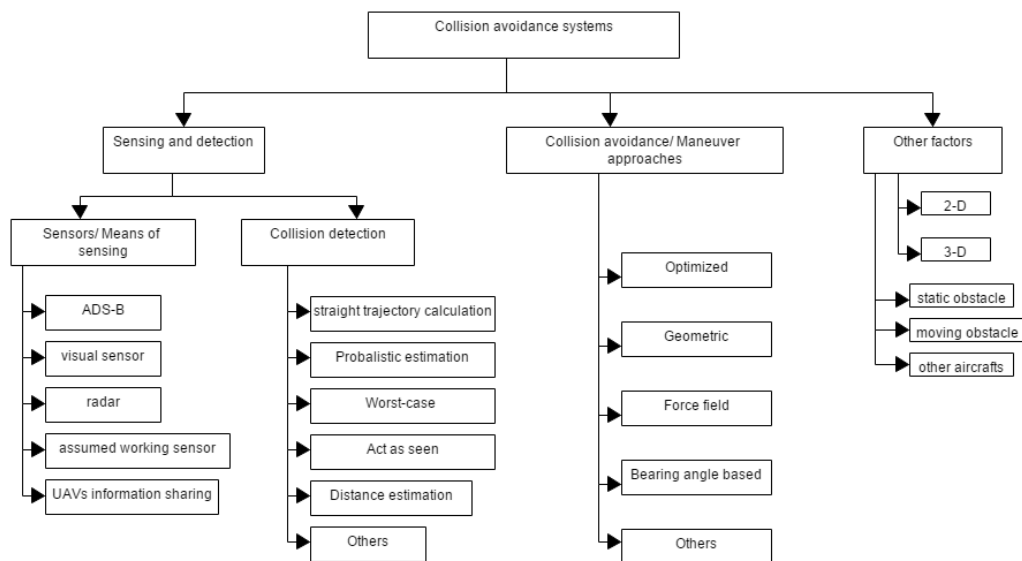 Collision avoidance systems
Sensing and detection
Collision avoidance/ Maneuver
approaches
Other factors
Sensors/ Means of
sensing
Collision detection
ADS-B
visual sensor
radar
assumed working sensor
UAVs information sharing
straight trajectory calculation
Probalistic estimation
Worst-case
Act as seen
Distance estimation
Others
Optimized
Geometric
Force field
Bearing angle based
Others
2-D
3-D
static obstacle
moving obstacle
other aircrafts